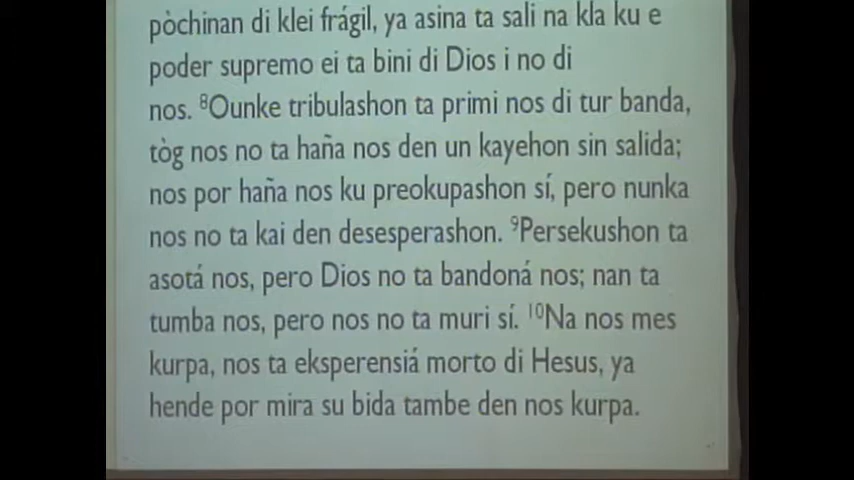 pòchinan di klei frágil, ya asina ta sali na kla ku e
poder supremo ei ta bini di Dios i no di
nos. ⁸Ounke tribulashon ta primi nos di tur banda,
tòg nos no ta haña nos den un kayehon sin salida;
nos por haña nos ku preokupashon sí, pero nunka
nos no ta kai den desesperashon. ⁹Persekushon ta
asotá nos, pero Dios no ta bandoná nos; nan ta
tumba nos, pero nos no ta muri sí. ¹⁰Na nos mes
kurpa, nos ta eksperensiá morto di Hesus, ya
hende por mira su bida tambe den nos kurpa.